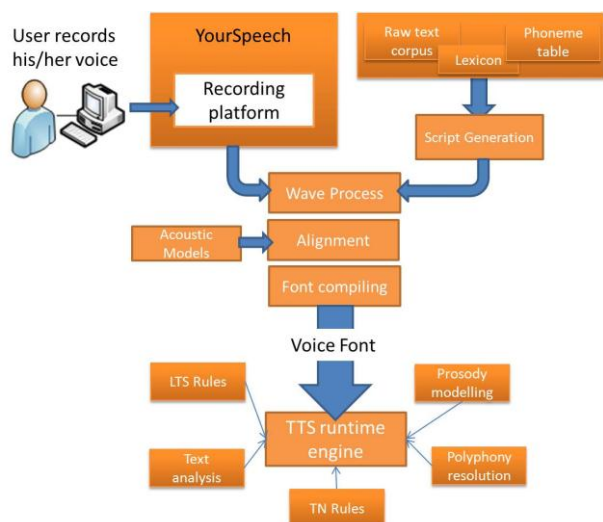 User records
his/her voice
YourSpeech
Recording
platform
Raw text
corpus
Lexicon
Phoneme
table
Script Generation
Wave Process
Acoustic
Models
Alignment
Font compiling
Voice Font
LTS Rules
Prosody
modelling
TTS runtime
engine
Text
analysis
Polyphony
resolution
TN Rules